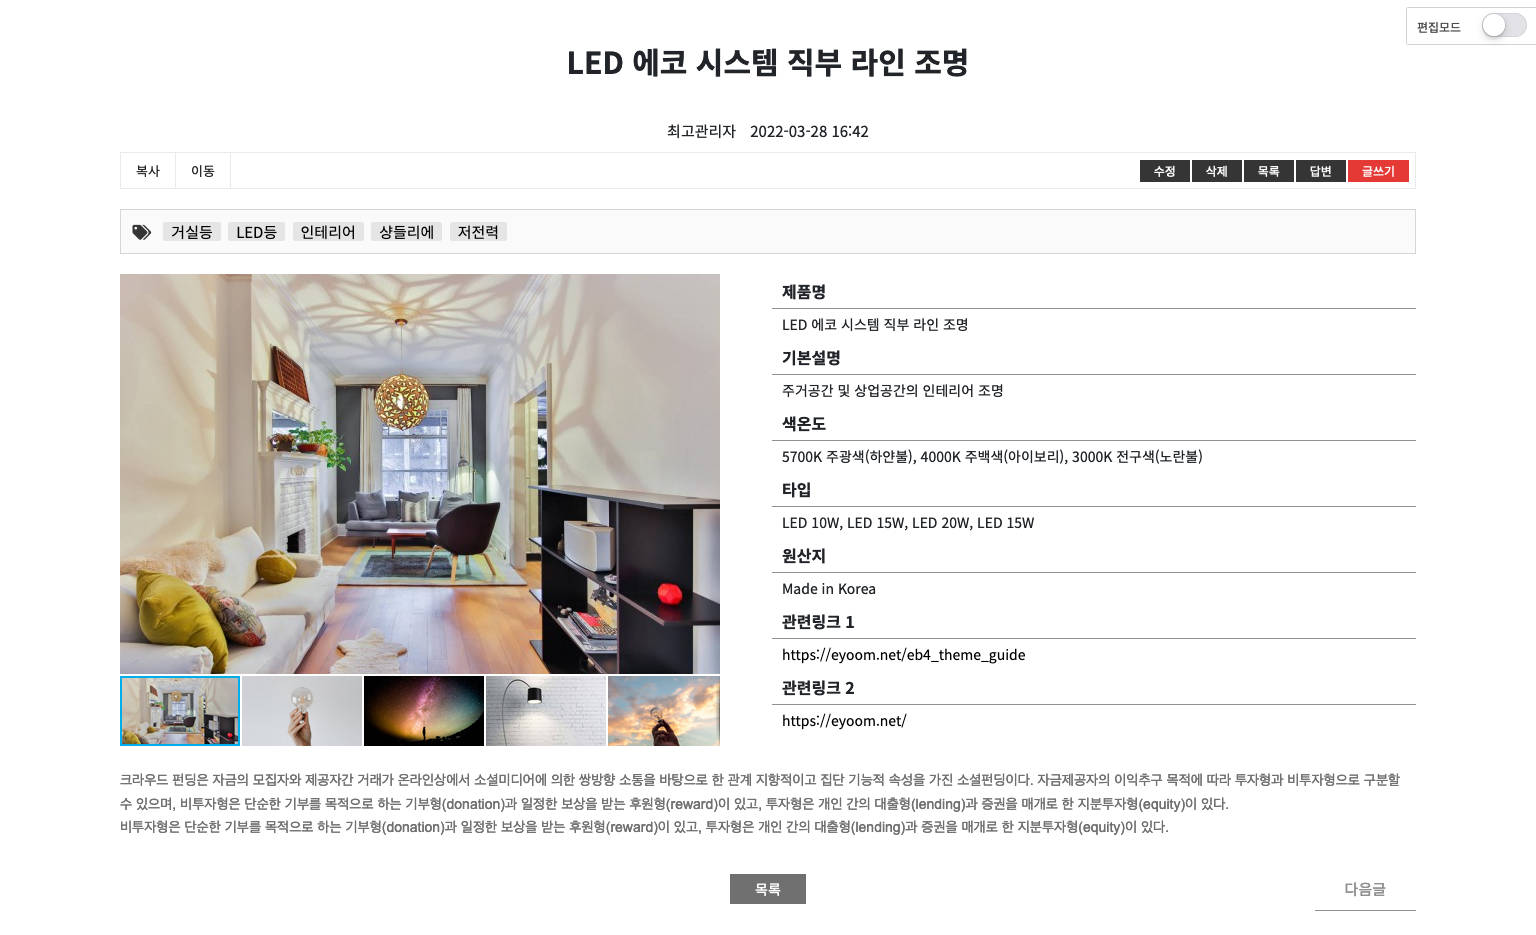 편집모드
LED 에코 시스템 직부 라인 조명
최고관리자 2022-03-28 16:42
복사 이동 수정 삭제 목록 답변 글쓰기
거실등 LED등 인테리어 샹들리에 저전력
제품명
LED 에코 시스템 직부 라인 조명
기본설명
주거공간 및 상업공간의 인테리어 조명
색온도
5700K 주광색(하얀불), 4000K 주백색(아이보리), 3000K 전구색(노란불)
타입
LED 10W, LED 15W, LED 20W, LED 15W
원산지
Made in Korea
관련링크 1
https://eyoom.net/eb4_theme_guide
관련링크 2
https://eyoom.net/
크라우드 펀딩은 자금의 모집자와 제공자간 거래가 온라인상에서 소셜미디어에 의한 쌍방향 소통을 바탕으로 한 관계 지향적이고 집단 기능적 속성을 가진 소셜펀딩이다. 자금제공자의 이익추구 목적에 따라 투자형과 비투자형으로 구분할
수 있으며, 비투자형은 단순한 기부를 목적으로 하는 기부형(donation)과 일정한 보상을 받는 후원형(reward)이 있고, 투자형은 개인 간의 대출형(lending)과 증권을 매개로 한 지분투자형(equity)이 있다.
비투자형은 단순한 기부를 목적으로 하는 기부형(donation)과 일정한 보상을 받는 후원형(reward)이 있고, 투자형은 개인 간의 대출형(lending)과 증권을 매개로 한 지분투자형(equity)이 있다.
목록 다음글